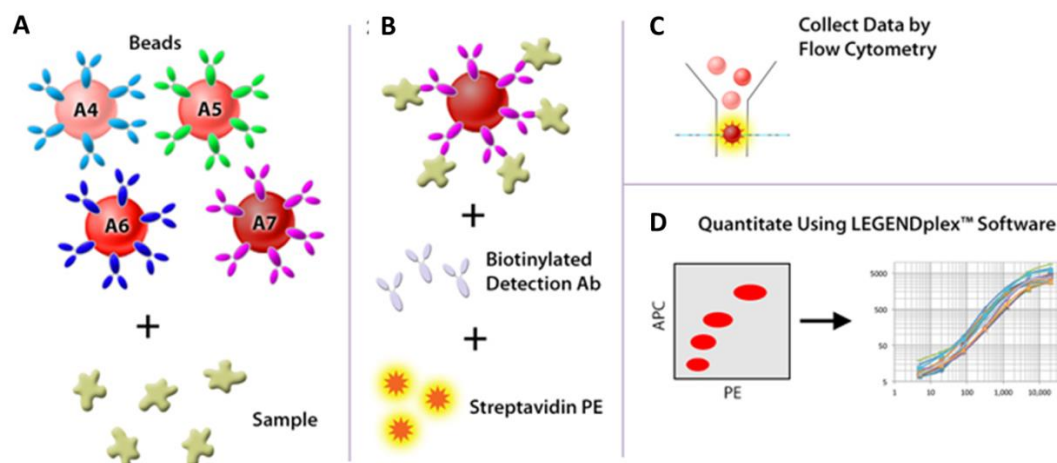 A
Beads
A4
A5
A6
A7
+
Sample
B
+
Biotinylated
Detection Ab
+
Streptavidin PE
C
Collect Data by
Flow Cytometry
D
Quantitate Using LEGENDplex™ Software
APC
PE
5000
500
50
5
1
10
100
1,000
10,000